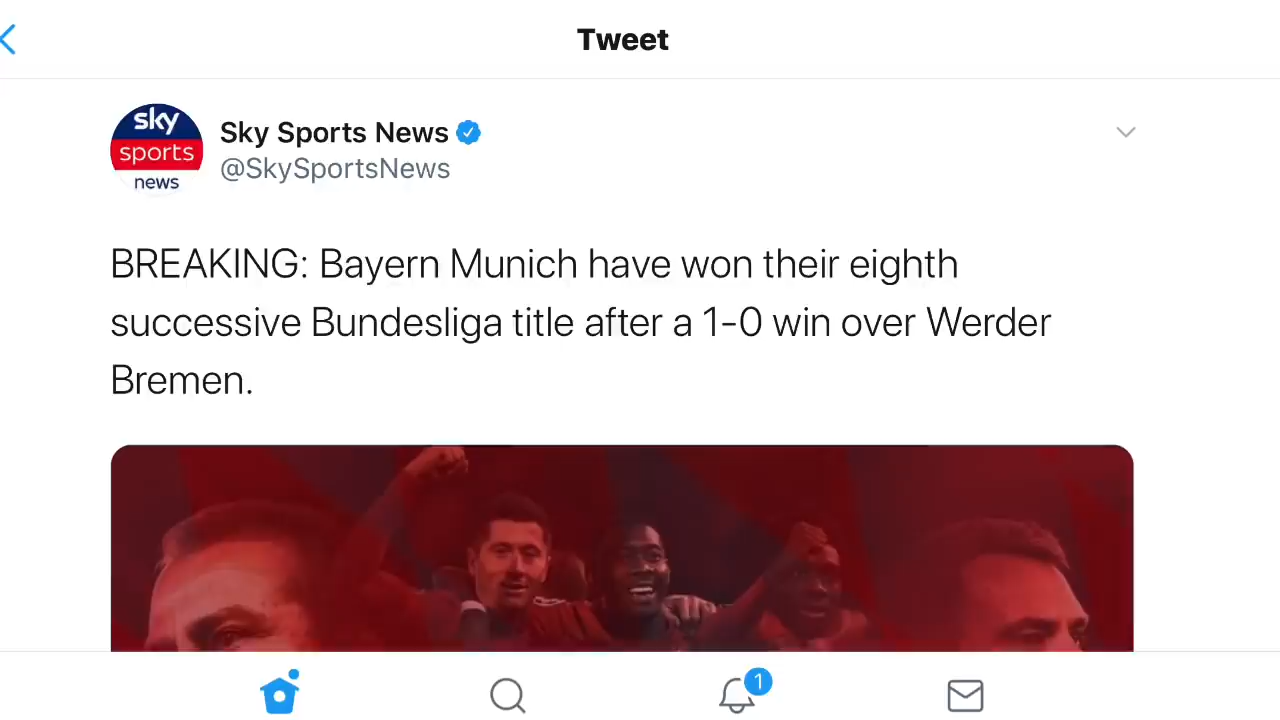 Tweet
sky
sports
news
Sky Sports News
@SkySportsNews
BREAKING: Bayern Munich have won their eighth
successive Bundesliga title after a 1-0 win over Werder
Bremen.
1